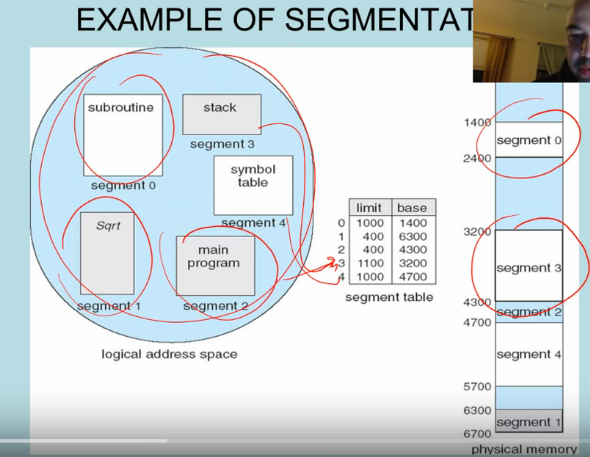 EXAMPLE OF SEGMENTAT
subroutine
segment 0
stack
segment 3
symbol
table
segment 4
Sqrt
segment 1
main
program
segment 2
logical address space
limit base
0 1000 1400
1 400 6300
2 400 4300
3 1100 3200
4 1000 4700
segment table
1400
segment 0
2400
3200
segment 3
4300
segment 2
4700
segment 4
5700
6300
segment 1
6700
physical memory